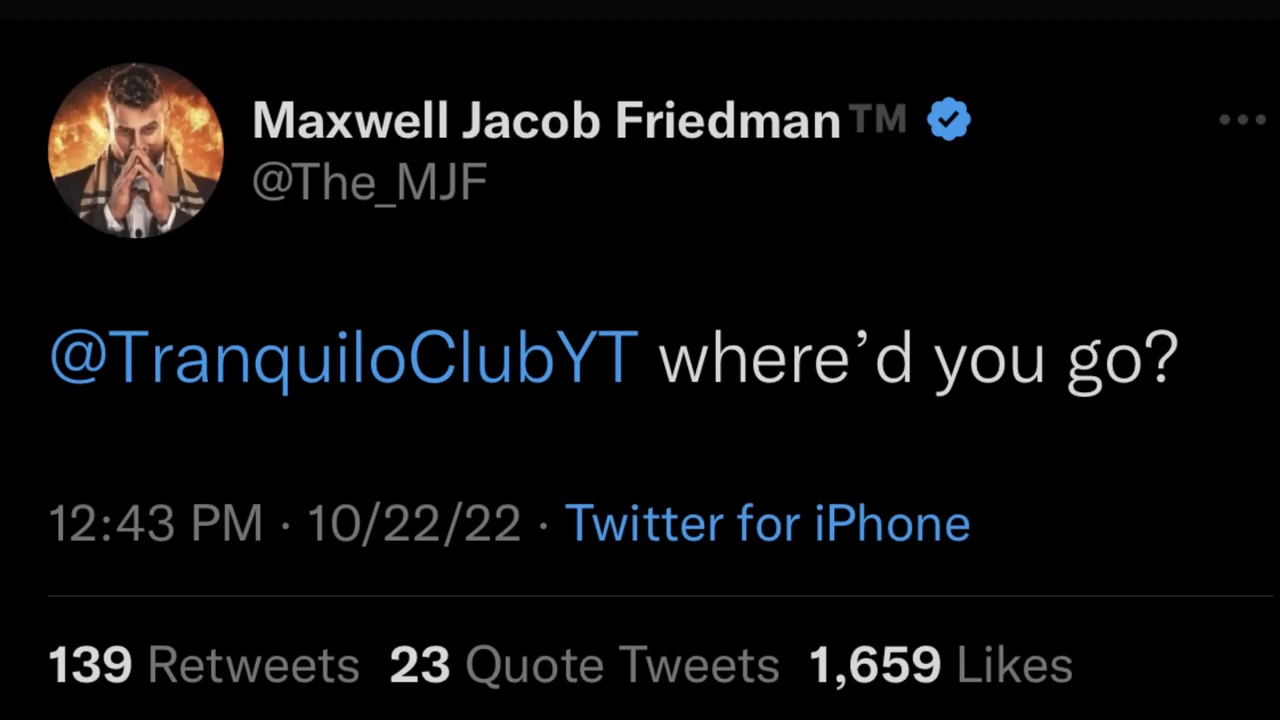 Maxwell Jacob Friedman™
@The_MJF
@TranquiloClubYT where’d you go?
12:43 PM · 10/22/22 · Twitter for iPhone
139 Retweets 23 Quote Tweets 1,659 Likes